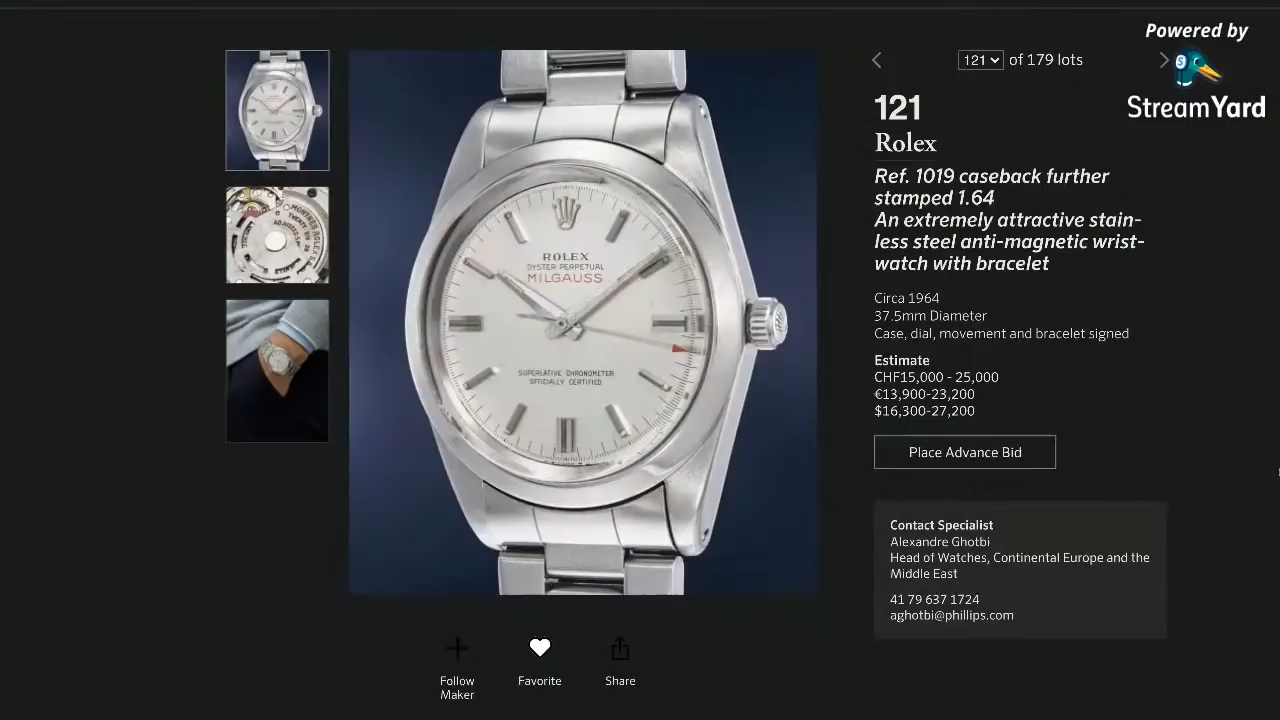 Powered by
StreamYard
121 of 179 lots
121
Rolex
Ref. 1019 caseback further
stamped 1.64
An extremely attractive stain-
less steel anti-magnetic wrist-
watch with bracelet
Circa 1964
37.5mm Diameter
Case, dial, movement and bracelet signed
Estimate
CHF15,000 - 25,000
€13,900-23,200
$16,300-27,200
Place Advance Bid
Contact Specialist
Alexandre Ghotbi
Head of Watches, Continental Europe and the
Middle East
41 79 637 1724
aghotbi@phillips.com
ROLEX
OYSTER PERPETUAL
MILGAUSS
SUPERLATIVE CHRONOMETER
OFFICIALLY CERTIFIED
MONTRES ROLEX S.A.
Follow
Maker
Favorite
Share